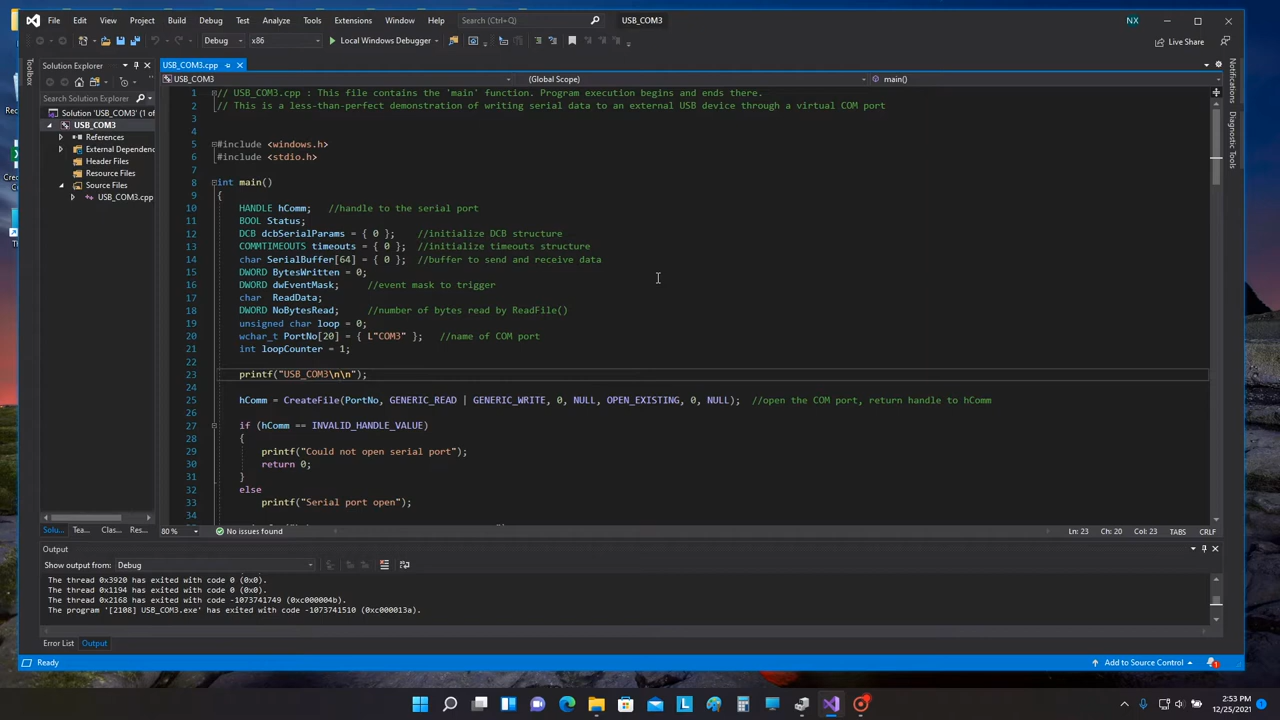 File Edit View Project Build Debug Test Analyze Tools Extensions Window Help Search (Ctrl+Q) USB_COM3 NX
Debug x86 Local Windows Debugger Live Share
Toolbox
Solution Explorer
Search Solution Explorer
Solution 'USB_COM3' (1 of
USB_COM3
References
External Dependenc
Header Files
Resource Files
Source Files
USB_COM3.cpp
Solu... Tea... Clas... Res...
USB_COM3.cpp
USB_COM3 (Global Scope) main()
1 // USB_COM3.cpp : This file contains the 'main' function. Program execution begins and ends there.
2 // This is a less-than-perfect demonstration of writing serial data to an external USB device through a virtual COM port
3
4
5 #include <windows.h>
6 #include <stdio.h>
7
8 int main()
9 {
10 HANDLE hComm; //handle to the serial port
11 BOOL Status;
12 DCB dcbSerialParams = { 0 }; //initialize DCB structure
13 COMMTIMEOUTS timeouts = { 0 }; //initialize timeouts structure
14 char SerialBuffer[64] = { 0 }; //buffer to send and receive data
15 DWORD BytesWritten = 0;
16 DWORD dwEventMask; //event mask to trigger
17 char ReadData;
18 DWORD NoBytesRead; //number of bytes read by ReadFile()
19 unsigned char loop = 0;
20 wchar_t PortNo[20] = { L"COM3" }; //name of COM port
21 int loopCounter = 1;
22
23 printf("USB_COM3\n\n");
24
25 hComm = CreateFile(PortNo, GENERIC_READ | GENERIC_WRITE, 0, NULL, OPEN_EXISTING, 0, NULL); //open the COM port, return handle to hComm
26
27 if (hComm == INVALID_HANDLE_VALUE)
28 {
29 printf("Could not open serial port");
30 return 0;
31 }
32 else
33 printf("Serial port open");
80 % No issues found Ln: 23 Ch: 20 Col: 23 TABS CRLF
Notifications
Diagnostic Tools
Output
Show output from: Debug
The thread 0x3920 has exited with code 0 (0x0).
The thread 0x1194 has exited with code 0 (0x0).
The thread 0x2168 has exited with code -1073741749 (0xc000004b).
The program '[2108] USB_COM3.exe' has exited with code -1073741510 (0xc000013a).
Error List Output
Ready Add to Source Control 1
2:53 PM
12/25/2021